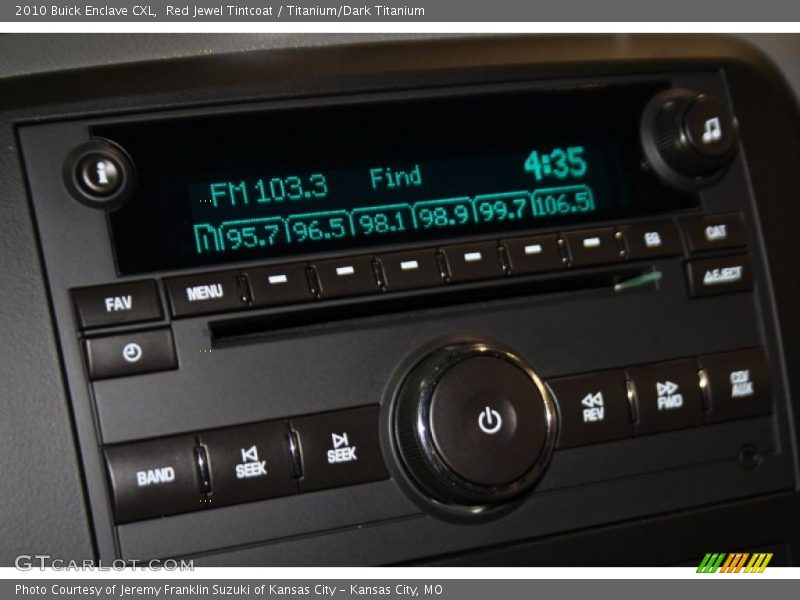 2010 Buick Enclave CXL,  Red Jewel Tintcoat / Titanium/Dark Titanium
i
FM 103.3 Find 4:35
95.7 96.5 98.1 98.9 99.7 106.5
FAV MENU EQ CAT
EJECT
BAND SEEK SEEK REV FWD CD/AUX
GTCARLOT.COM
Photo Courtesy of Jeremy Franklin Suzuki of Kansas City – Kansas City, MO